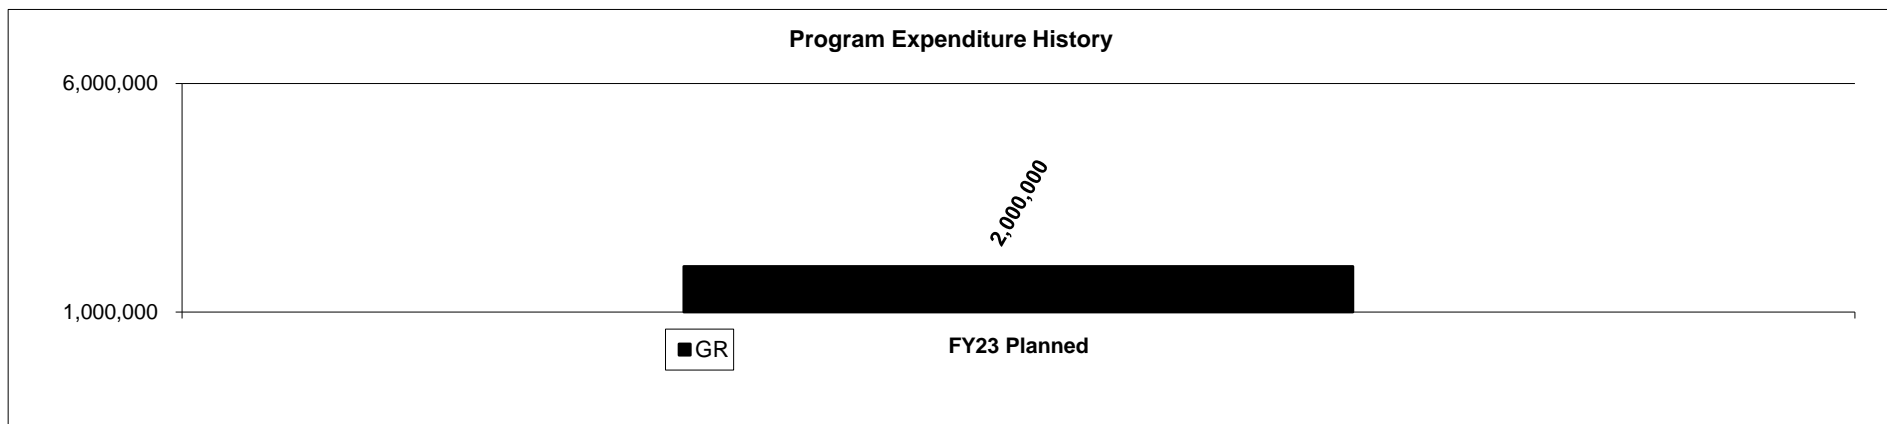 Program Expenditure History
6,000,000
2,000,000
1,000,000
GR
FY23 Planned